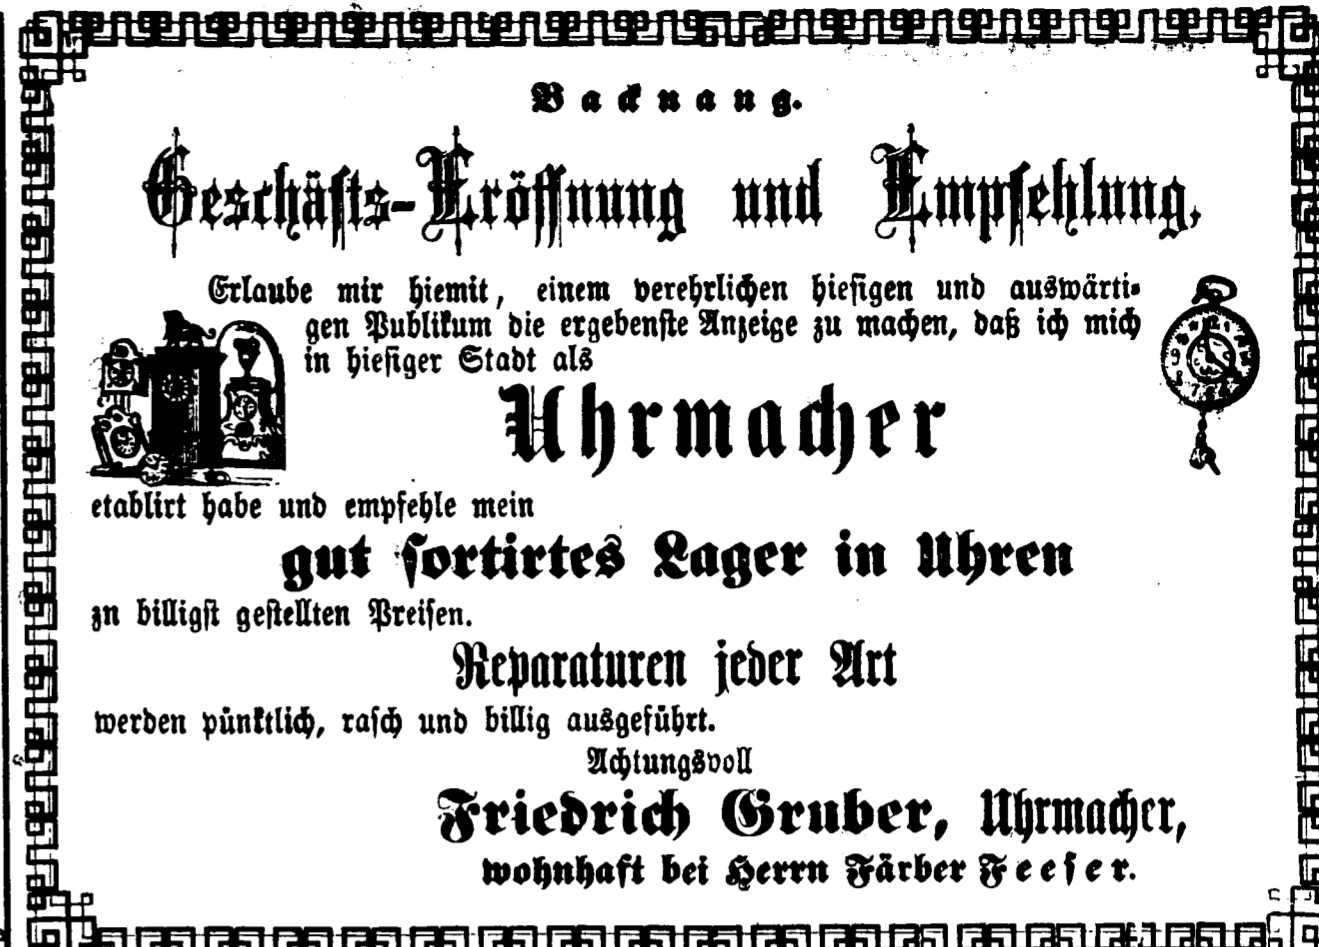 Backnang.
Geschäfts-Eröffnung und Empfehlung.
Erlaube mir hiemit, einem verehrlichen hiesigen und auswärti-
gen Publikum die ergebenste Anzeige zu machen, daß ich mich
in hiesiger Stadt als
Uhrmacher
etablirt habe und empfehle mein
gut sortirtes Lager in Uhren
zu billigst gestellten Preisen.
Reparaturen jeder Art
werden pünktlich, rasch und billig ausgeführt.
Achtungsvoll
Friedrich Gruber, Uhrmacher,
wohnhaft bei Herrn Färber Feeser.